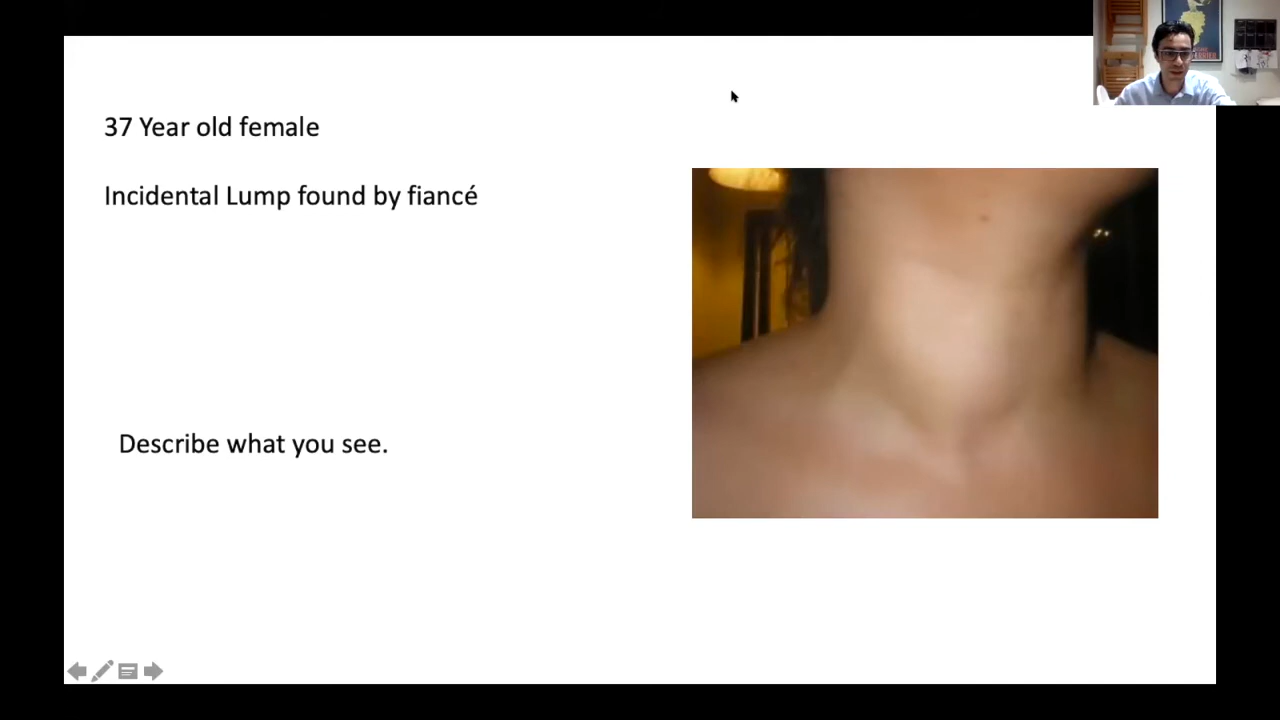 37 Year old female
Incidental Lump found by fiancé
Describe what you see.